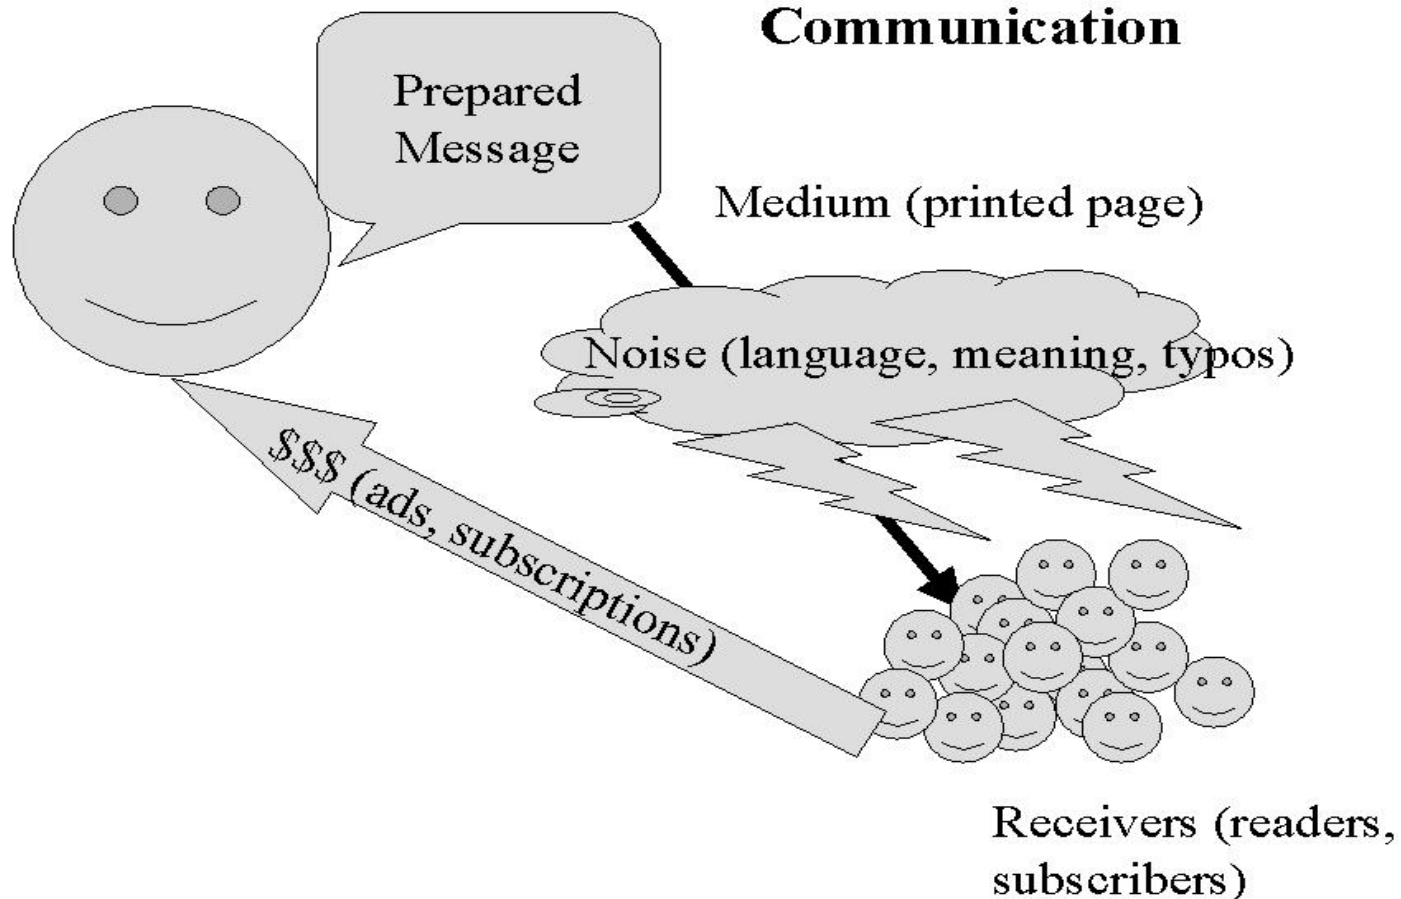 Communication
Prepared
Message
Medium (printed page)
Noise (language, meaning, typos)
$$$ (ads, subscriptions)
Receivers (readers,
subscribers)